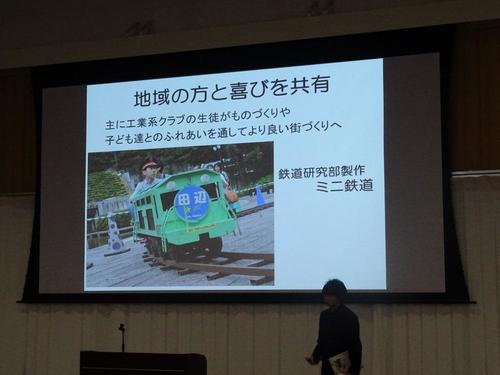 地域の方と喜びを共有
主に工業系クラブの生徒がものづくりや
子ども達とのふれあいを通してより良い街づくりへ
鉄道研究部製作
ミニ鉄道
田辺